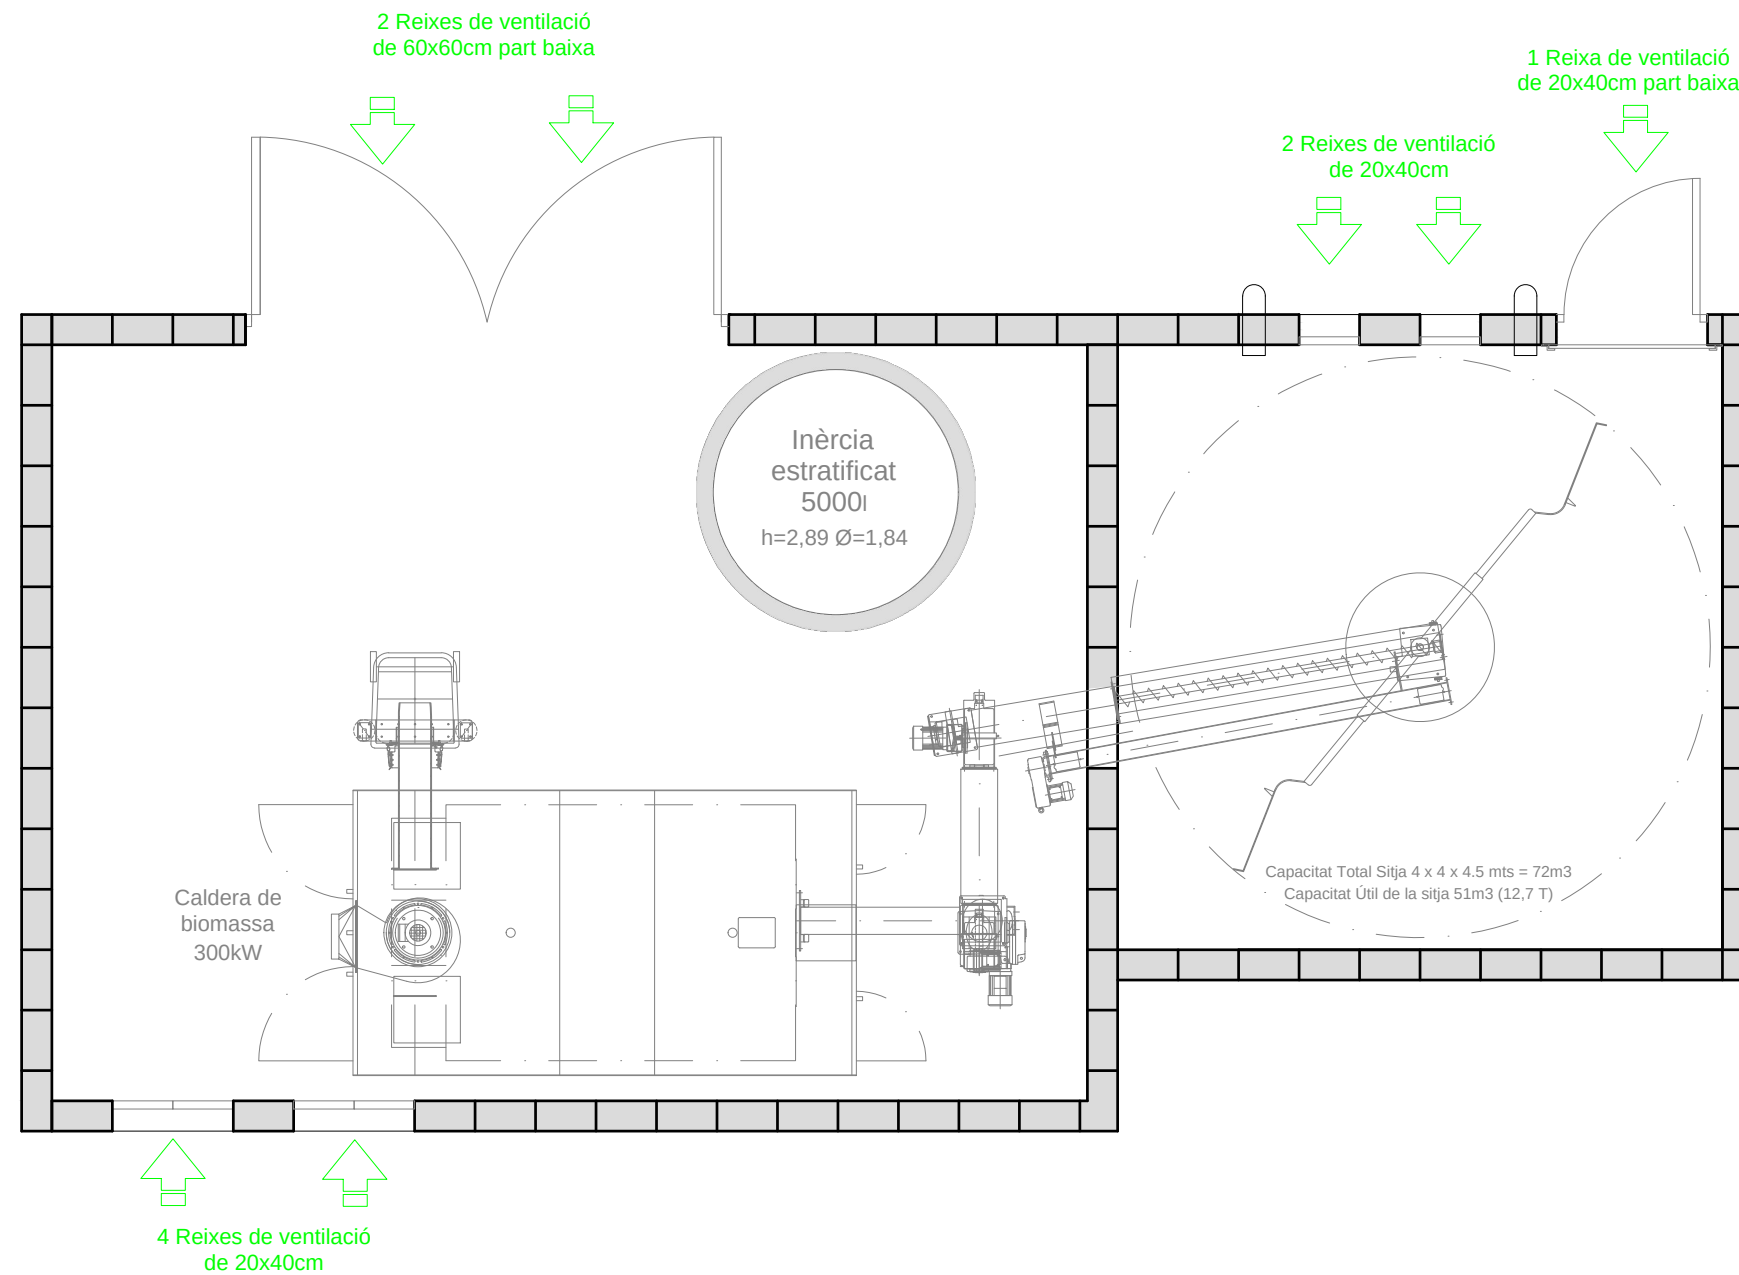 2 Reixes de ventilació
de 60x60cm part baixa
1 Reixa de ventilació
de 20x40cm part baixa
2 Reixes de ventilació
de 20x40cm
Inèrcia
estratificat
5000l
h=2,89 Ø=1,84
Capacitat Total Sitja 4 x 4 x 4.5 mts = 72m3
Capacitat Útil de la sitja 51m3 (12,7 T)
Caldera de
biomassa
300kW
4 Reixes de ventilació
de 20x40cm